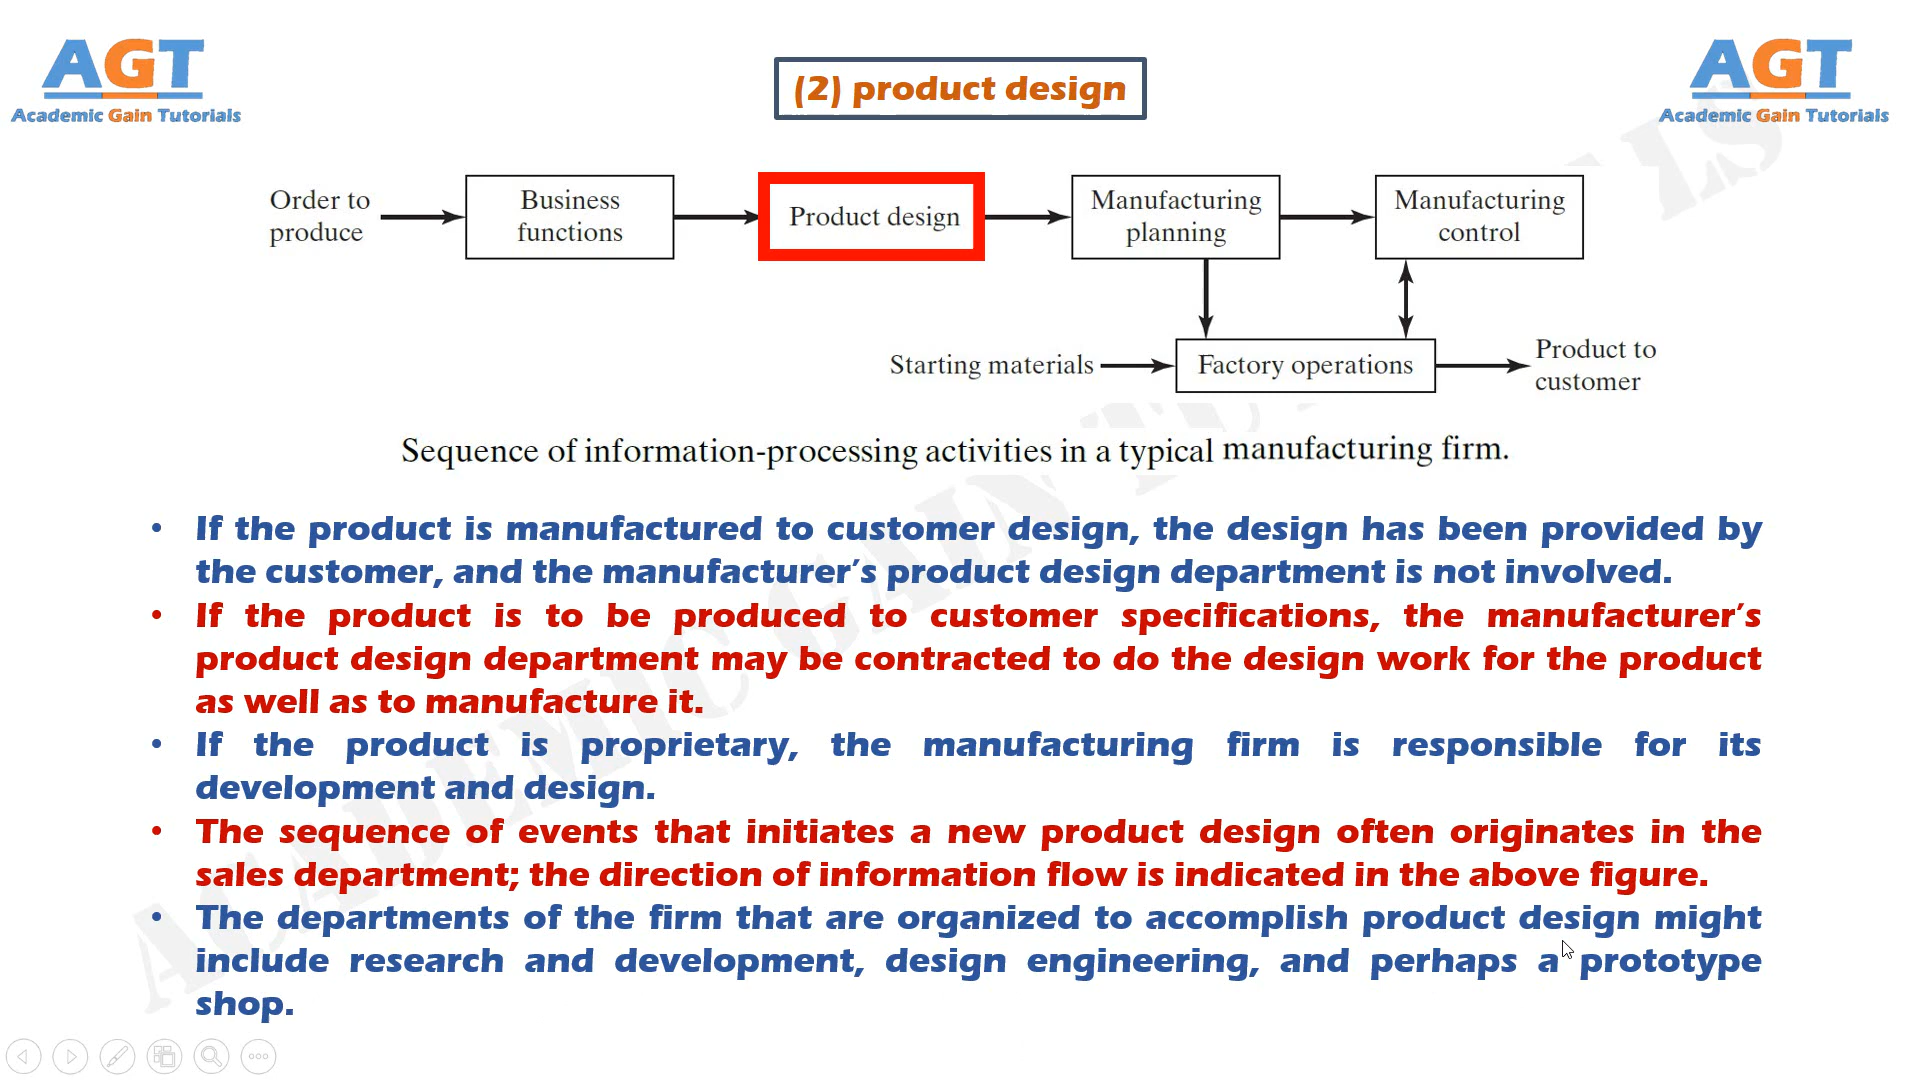 AGT
Academic Gain Tutorials
(2) product design
AGT
Academic Gain Tutorials
Order to
produce
Business
functions
Product design
Manufacturing
planning
Manufacturing
control
Starting materials
Factory operations
Product to
customer
Sequence of information-processing activities in a typical manufacturing firm.
• If the product is manufactured to customer design, the design has been provided by
the customer, and the manufacturer's product design department is not involved.
• If the product is to be produced to customer specifications, the manufacturer's
product design department may be contracted to do the design work for the product
as well as to manufacture it.
• If the product is proprietary, the manufacturing firm is responsible for its
development and design.
• The sequence of events that initiates a new product design often originates in the
sales department; the direction of information flow is indicated in the above figure.
• The departments of the firm that are organized to accomplish product design might
include research and development, design engineering, and perhaps a prototype
shop.